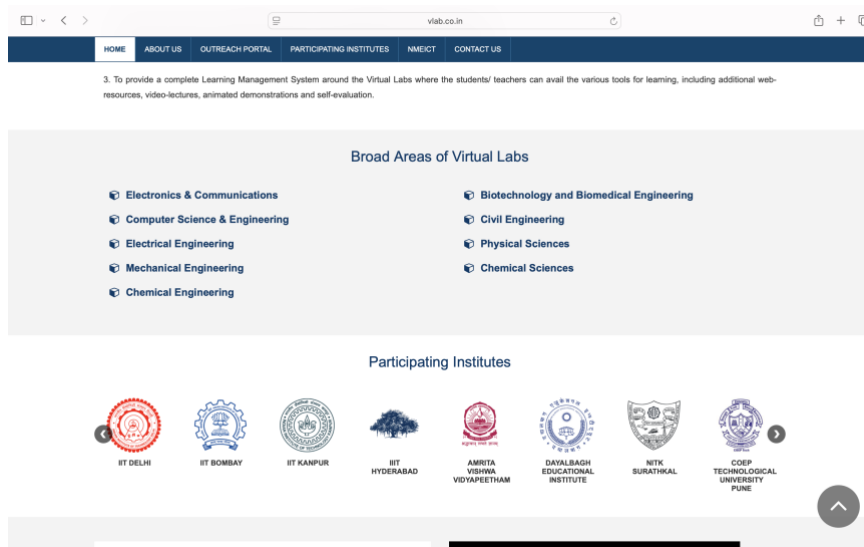 vlab.co.in
HOME ABOUT US OUTREACH PORTAL PARTICIPATING INSTITUTES NMEICT CONTACT US
3. To provide a complete Learning Management System around the Virtual Labs where the students/ teachers can avail the various tools for learning, including additional web-
resources, video-lectures, animated demonstrations and self-evaluation.
Broad Areas of Virtual Labs
Electronics & Communications
Computer Science & Engineering
Electrical Engineering
Mechanical Engineering
Chemical Engineering
Biotechnology and Biomedical Engineering
Civil Engineering
Physical Sciences
Chemical Sciences
Participating Institutes
IIT DELHI
IIT BOMBAY
IIT KANPUR
IIIT
HYDERABAD
AMRITA
VISHWA
VIDYAPEETHAM
DAYALBAGH
EDUCATIONAL
INSTITUTE
NITK
SURATHKAL
COEP
TECHNOLOGICAL
UNIVERSITY
PUNE